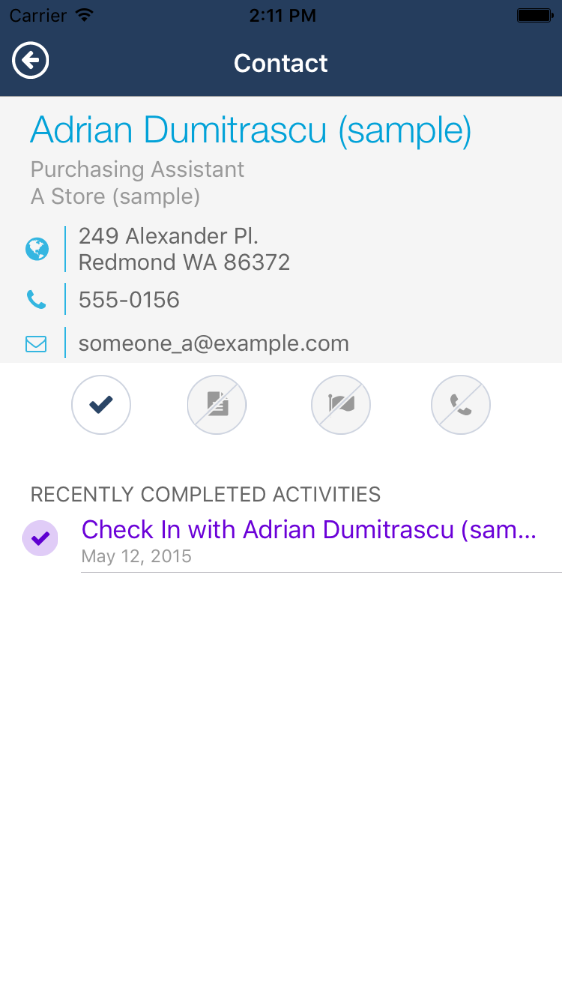 Carrier 2:11 PM
Contact
Adrian Dumitrascu (sample)
Purchasing Assistant
A Store (sample)
249 Alexander Pl.
Redmond WA 86372
555-0156
someone_a@example.com
RECENTLY COMPLETED ACTIVITIES
Check In with Adrian Dumitrascu (sam...
May 12, 2015